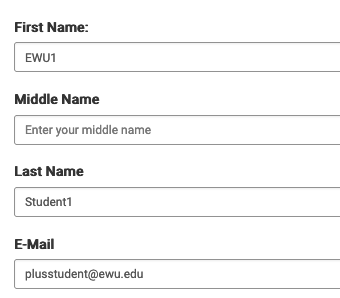 First Name:
EWU1
Middle Name
Enter your middle name
Last Name
Student1
E-Mail
plusstudent@ewu.edu